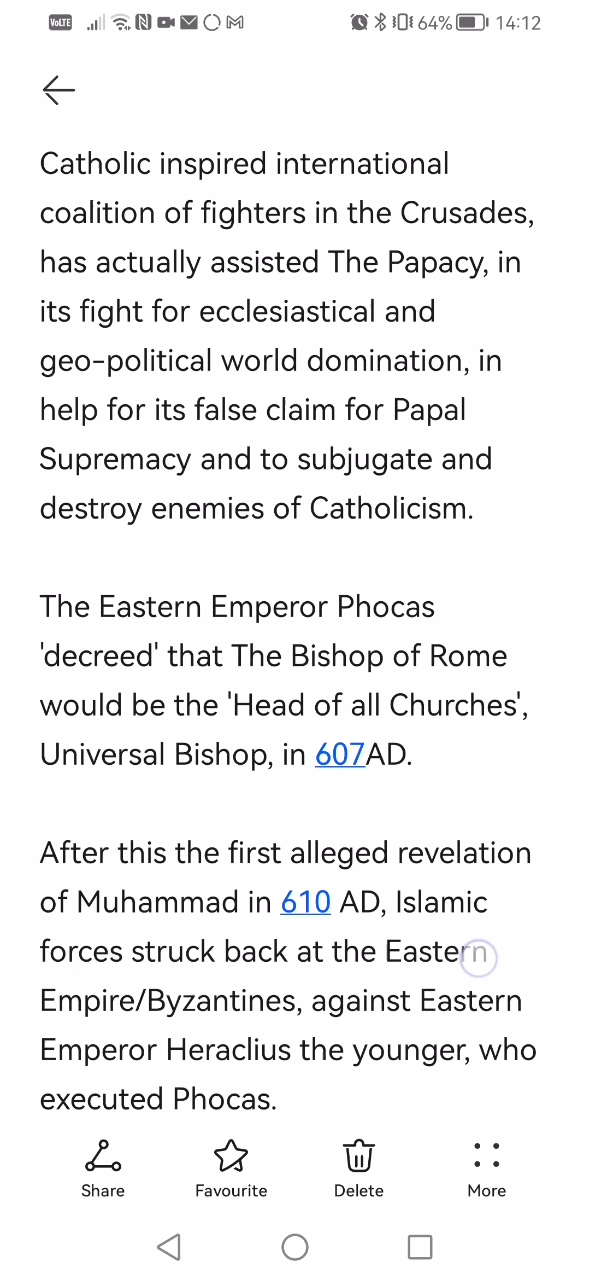 VoLTE 64% 14:12
Catholic inspired international
coalition of fighters in the Crusades,
has actually assisted The Papacy, in
its fight for ecclesiastical and
geo-political world domination, in
help for its false claim for Papal
Supremacy and to subjugate and
destroy enemies of Catholicism.
The Eastern Emperor Phocas
'decreed' that The Bishop of Rome
would be the 'Head of all Churches',
Universal Bishop, in 607AD.
After this the first alleged revelation
of Muhammad in 610 AD, Islamic
forces struck back at the Eastern
Empire/Byzantines, against Eastern
Emperor Heraclius the younger, who
executed Phocas.
Share Favourite Delete More